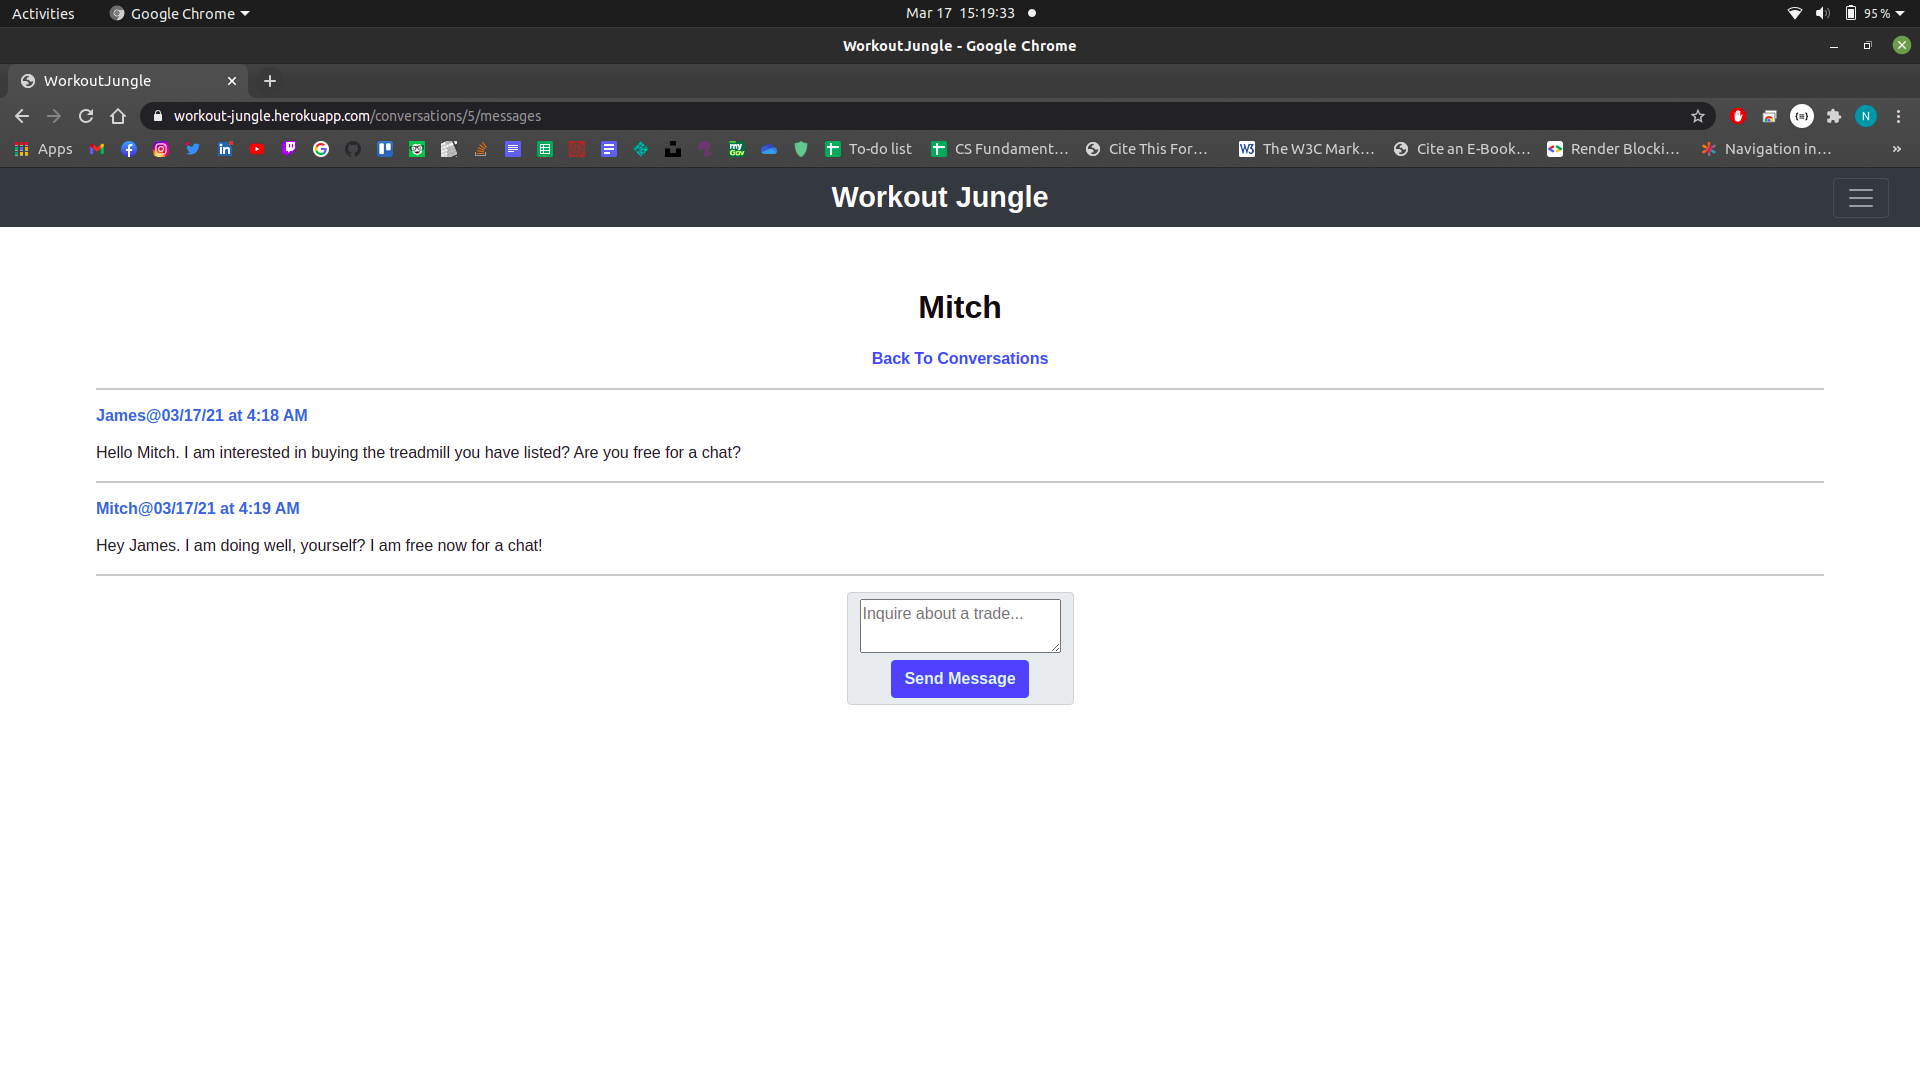 Activities Google Chrome Mar 17 15:19:33 95 %
WorkoutJungle - Google Chrome
WorkoutJungle
workout-jungle.herokuapp.com/conversations/5/messages N
Apps To-do list CS Fundament... Cite This For... The W3C Mark... Cite an E-Book... Render Blocki... Navigation in... »
Workout Jungle
Mitch
Back To Conversations
James@03/17/21 at 4:18 AM
Hello Mitch. I am interested in buying the treadmill you have listed? Are you free for a chat?
Mitch@03/17/21 at 4:19 AM
Hey James. I am doing well, yourself? I am free now for a chat!
Inquire about a trade...
Send Message